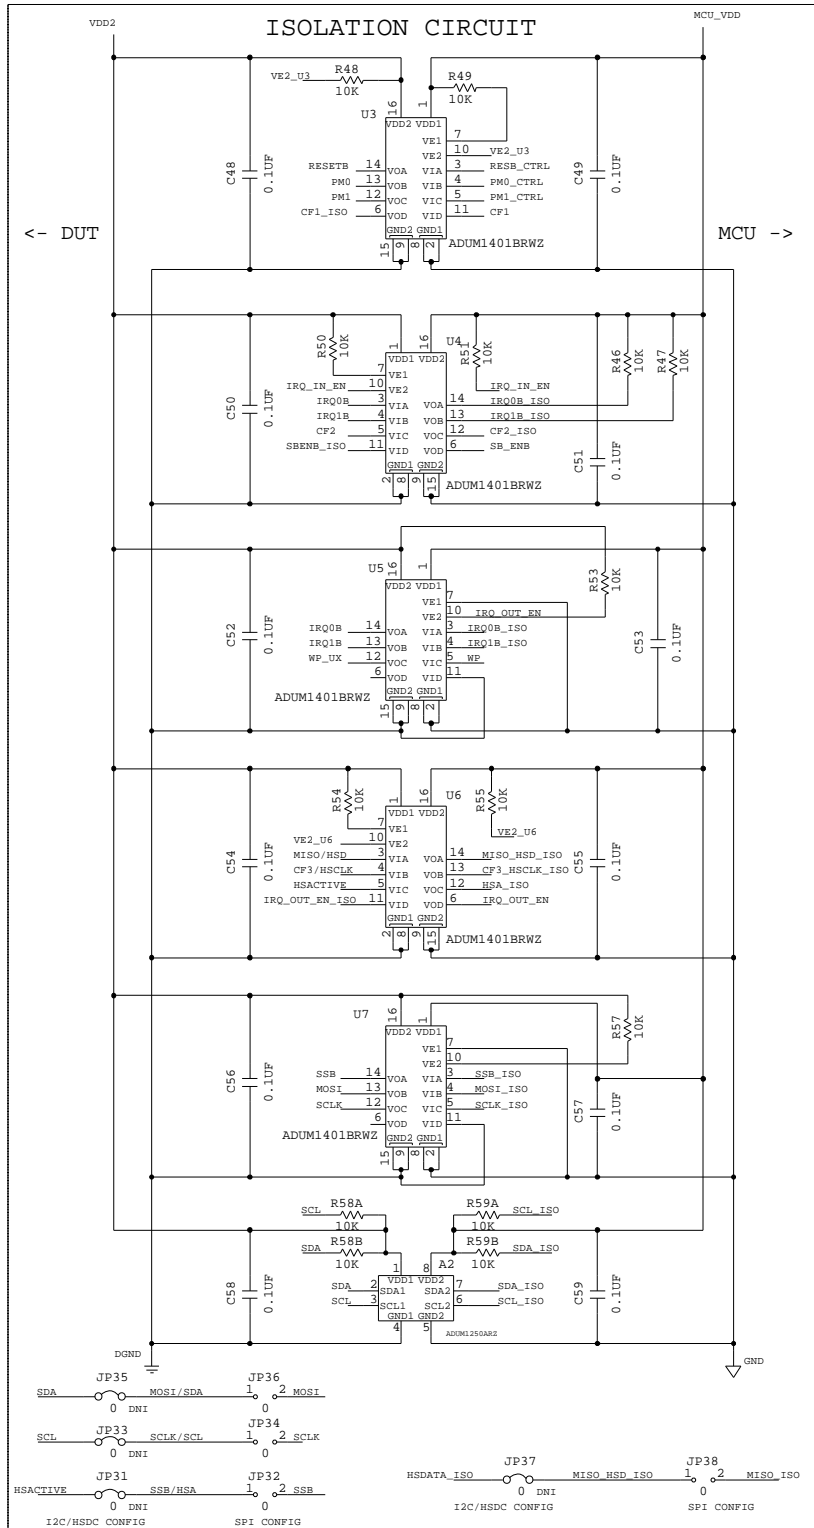 ISOLATION CIRCUIT
VDD2
MCU_VDD
VE2_U3
R48
10K
R49
10K
C48
0.1UF
C49
0.1UF
U3
16
1
VDD2 VDD1
VE1 7
VE2 10 VE2_U3
RESETB 14 VOA
VIA 3 RESB_CTRL
PM0 13 VOB
VIB 4 PM0_CTRL
PM1 12 VOC
VIC 5 PM1_CTRL
CF1_ISO 6 VOD
VID 11 CF1
GND2 GND1
15 9 8 2
ADUM1401BRWZ
<- DUT
MCU ->
R50
10K
R51
10K
R46
10K
R47
10K
C50
0.1UF
C51
0.1UF
U4
1
16
VDD1 VDD2
7 VE1
IRQ_IN_EN 10 VE2
IRQ_IN_EN
IRQ0B 3 VIA
VOA 14 IRQ0B_ISO
IRQ1B 4 VIB
VOB 13 IRQ1B_ISO
CF2 5 VIC
VOC 12 CF2_ISO
SBENB_ISO 11 VID
VOD 6 SB_ENB
GND1 GND2
2 8 9 15
ADUM1401BRWZ
C52
0.1UF
C53
0.1UF
R53
10K
U5
16
1
VDD2 VDD1
VE1 7
VE2 10 IRQ_OUT_EN
IRQ0B 14 VOA
VIA 3 IRQ0B_ISO
IRQ1B 13 VOB
VIB 4 IRQ1B_ISO
WP_UX 12 VOC
VIC 5 WP
6 VOD
VID 11
GND2 GND1
15 9 8 2
ADUM1401BRWZ
R54
10K
R55
10K
C54
0.1UF
C55
0.1UF
U6
1
16
VDD1 VDD2
7 VE1
VE2_U6 10 VE2
VE2_U6
MISO/HSD 3 VIA
VOA 14 MISO_HSD_ISO
CF3/HSCLK 4 VIB
VOB 13 CF3_HSCLK_ISO
HSACTIVE 5 VIC
VOC 12 HSA_ISO
IRQ_OUT_EN_ISO 11 VID
VOD 6 IRQ_OUT_EN
GND1 GND2
2 8 9 15
ADUM1401BRWZ
C56
0.1UF
C57
0.1UF
R57
10K
U7
16
1
VDD2 VDD1
VE1 7
VE2 10
SSB 14 VOA
VIA 3 SSB_ISO
MOSI 13 VOB
VIB 4 MOSI_ISO
SCLK 12 VOC
VIC 5 SCLK_ISO
6 VOD
VID 11
GND2 GND1
15 9 8 2
ADUM1401BRWZ
SCL R58A
10K
R59A SCL_ISO
10K
SDA R58B
10K
R59B SDA_ISO
10K
C58
0.1UF
C59
0.1UF
A2
1
8
VDD1 VDD2
SDA 2 SDA1
SDA2 7 SDA_ISO
SCL 3 SCL1
SCL2 6 SCL_ISO
GND1 GND2
4
5
ADUM1250ARZ
DGND
GND
JP35
JP36
SDA MOSI/SDA 1 2 MOSI
0 DNI
0
JP33
JP34
SCL SCLK/SCL 1 2 SCLK
0 DNI
0
JP31
JP32
HSACTIVE SSB/HSA 1 2 SSB
0 DNI
0
I2C/HSDC CONFIG
SPI CONFIG
JP37
JP38
HSDATA_ISO MISO_HSD_ISO 1 2 MISO_ISO
0 DNI
0
I2C/HSDC CONFIG
SPI CONFIG